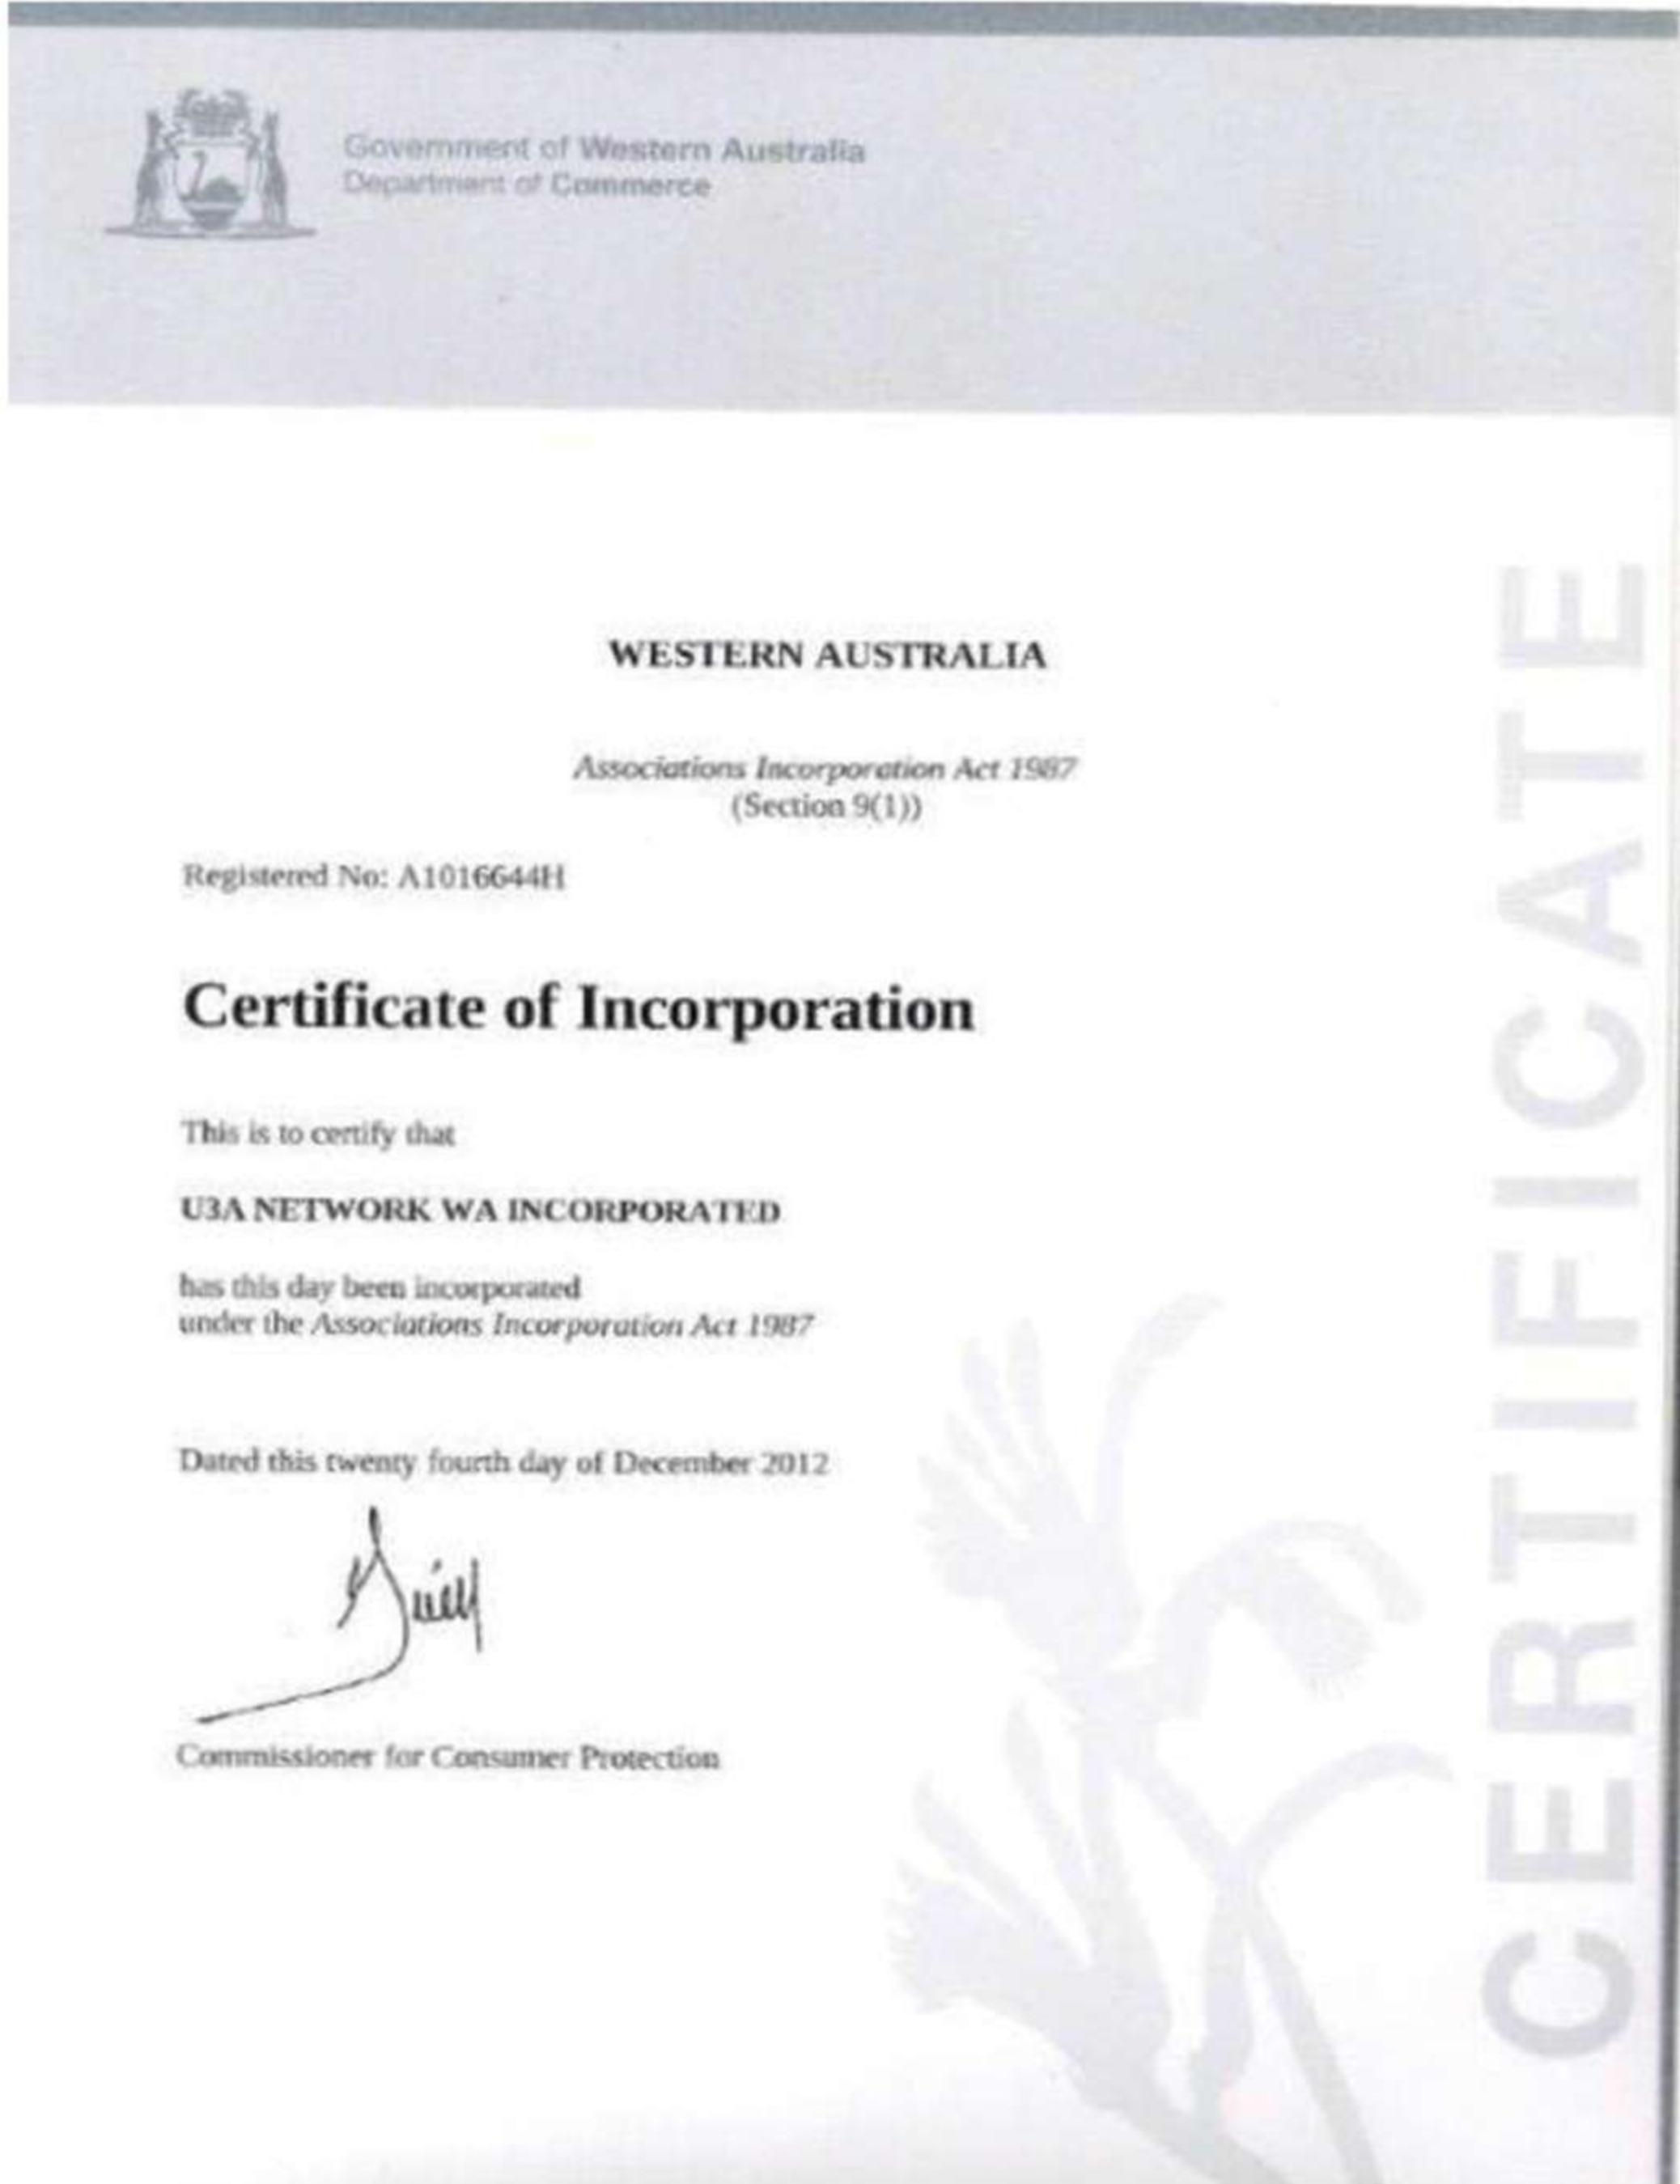 Government of Western Australia
Department of Commerce
WESTERN AUSTRALIA
Associations Incorporation Act 1987
(Section 9(1))
Registered No: A1016644H
Certificate of Incorporation
This is to certify that
U3A NETWORK WA INCORPORATED
has this day been incorporated
under the Associations Incorporation Act 1987
Dated this twenty fourth day of December 2012
Commissioner for Consumer Protection
CERTIFICATE